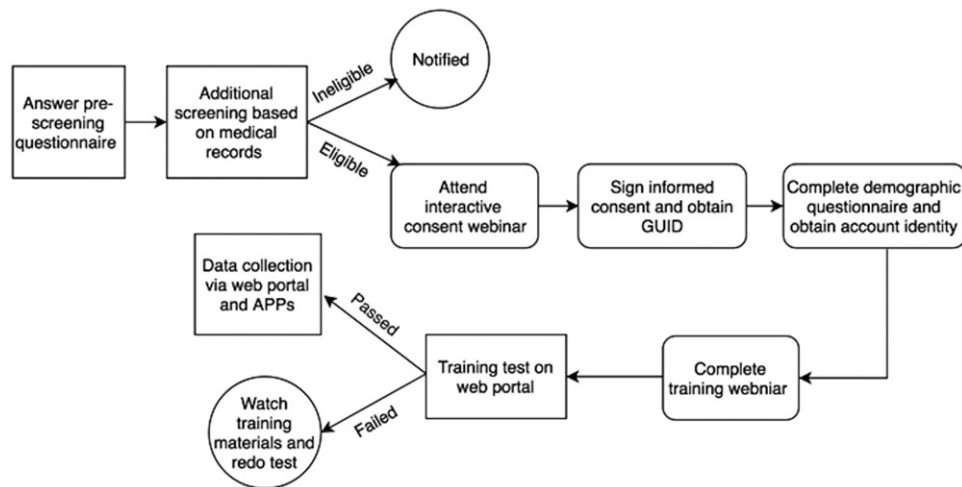 Answer pre-
screening
questionnaire
Additional
screening based
on medical
records
Ineligible
Notified
Eligible
Attend
interactive
consent webinar
Sign informed
consent and obtain
GUID
Complete demographic
questionnaire and
obtain account identity
Complete
training webniar
Training test on
web portal
Passed
Data collection
via web portal
and APPs
Failed
Watch
training
materials and
redo test